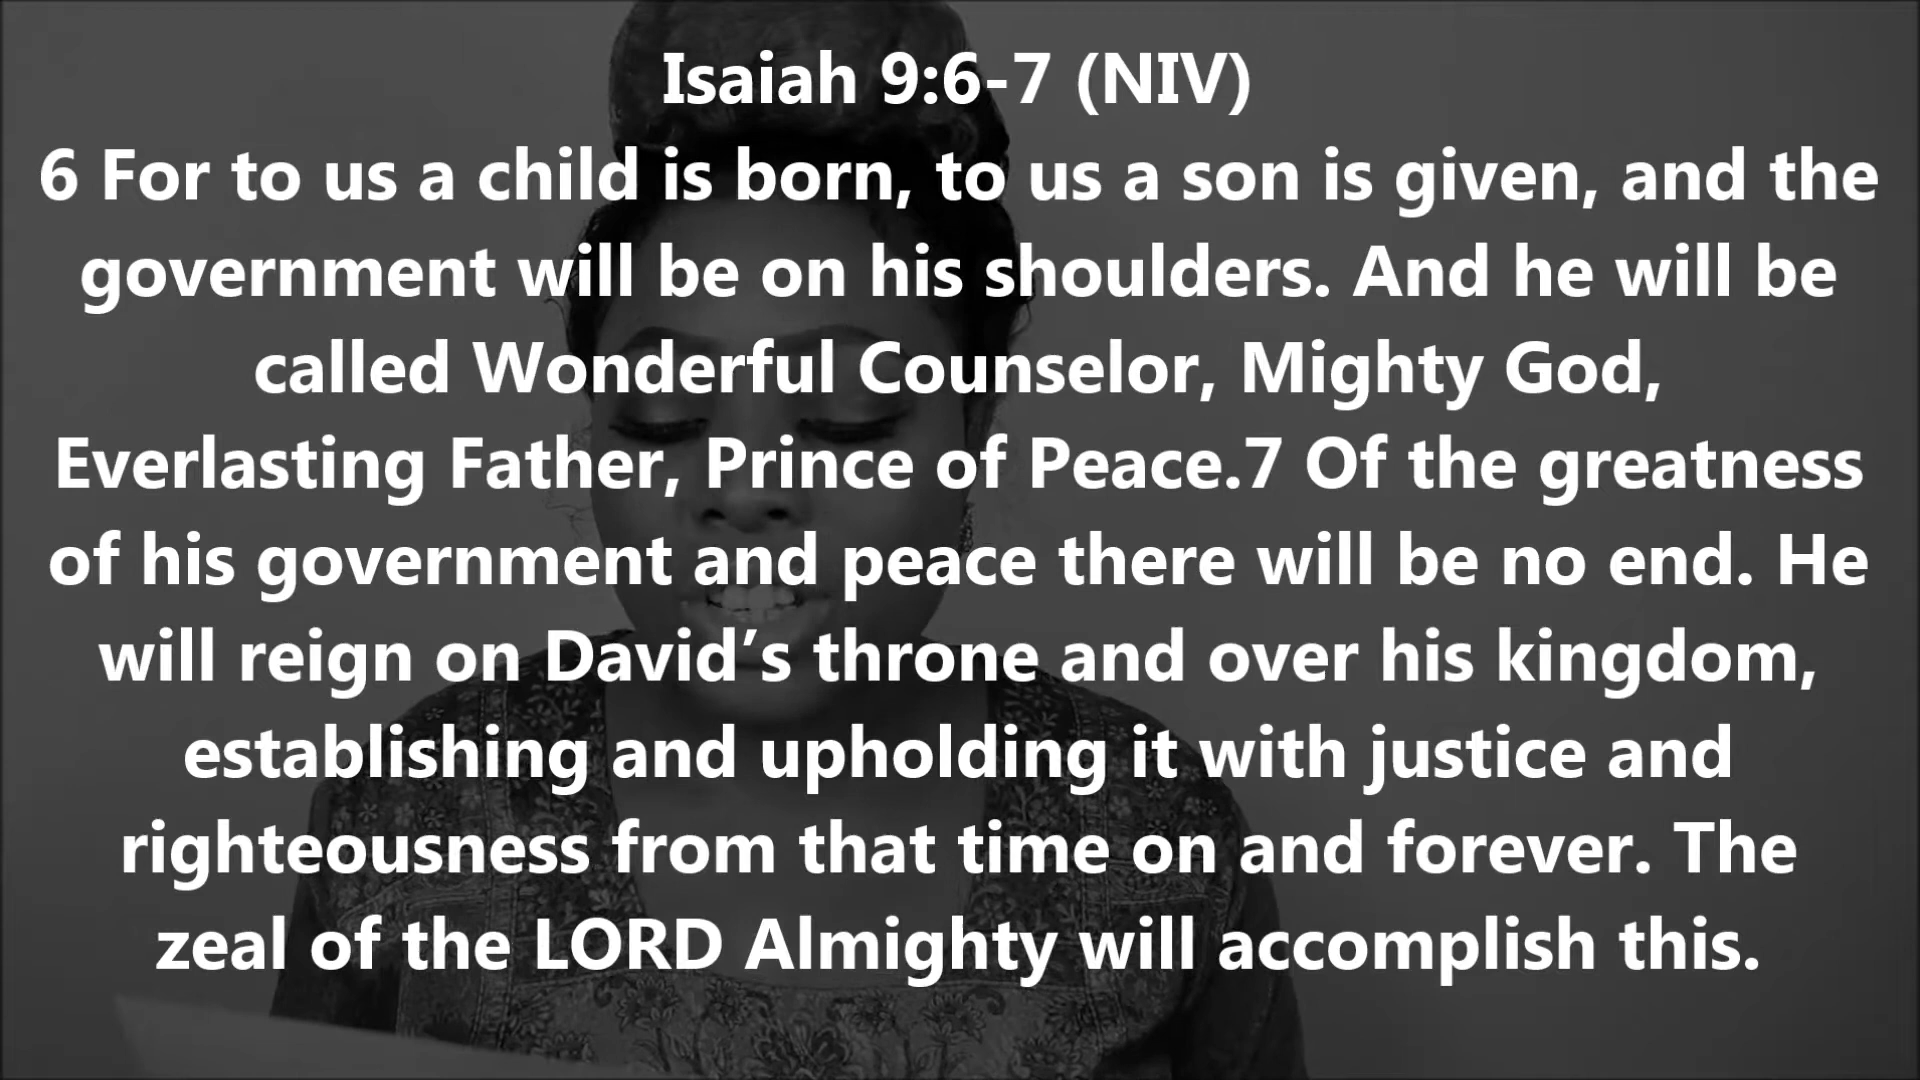 Isaiah 9:6-7 (NIV)
6 For to us a child is born, to us a son is given, and the
government will be on his shoulders. And he will be
called Wonderful Counselor, Mighty God,
Everlasting Father, Prince of Peace.7 Of the greatness
of his government and peace there will be no end. He
will reign on David’s throne and over his kingdom,
establishing and upholding it with justice and
righteousness from that time on and forever. The
zeal of the LORD Almighty will accomplish this.